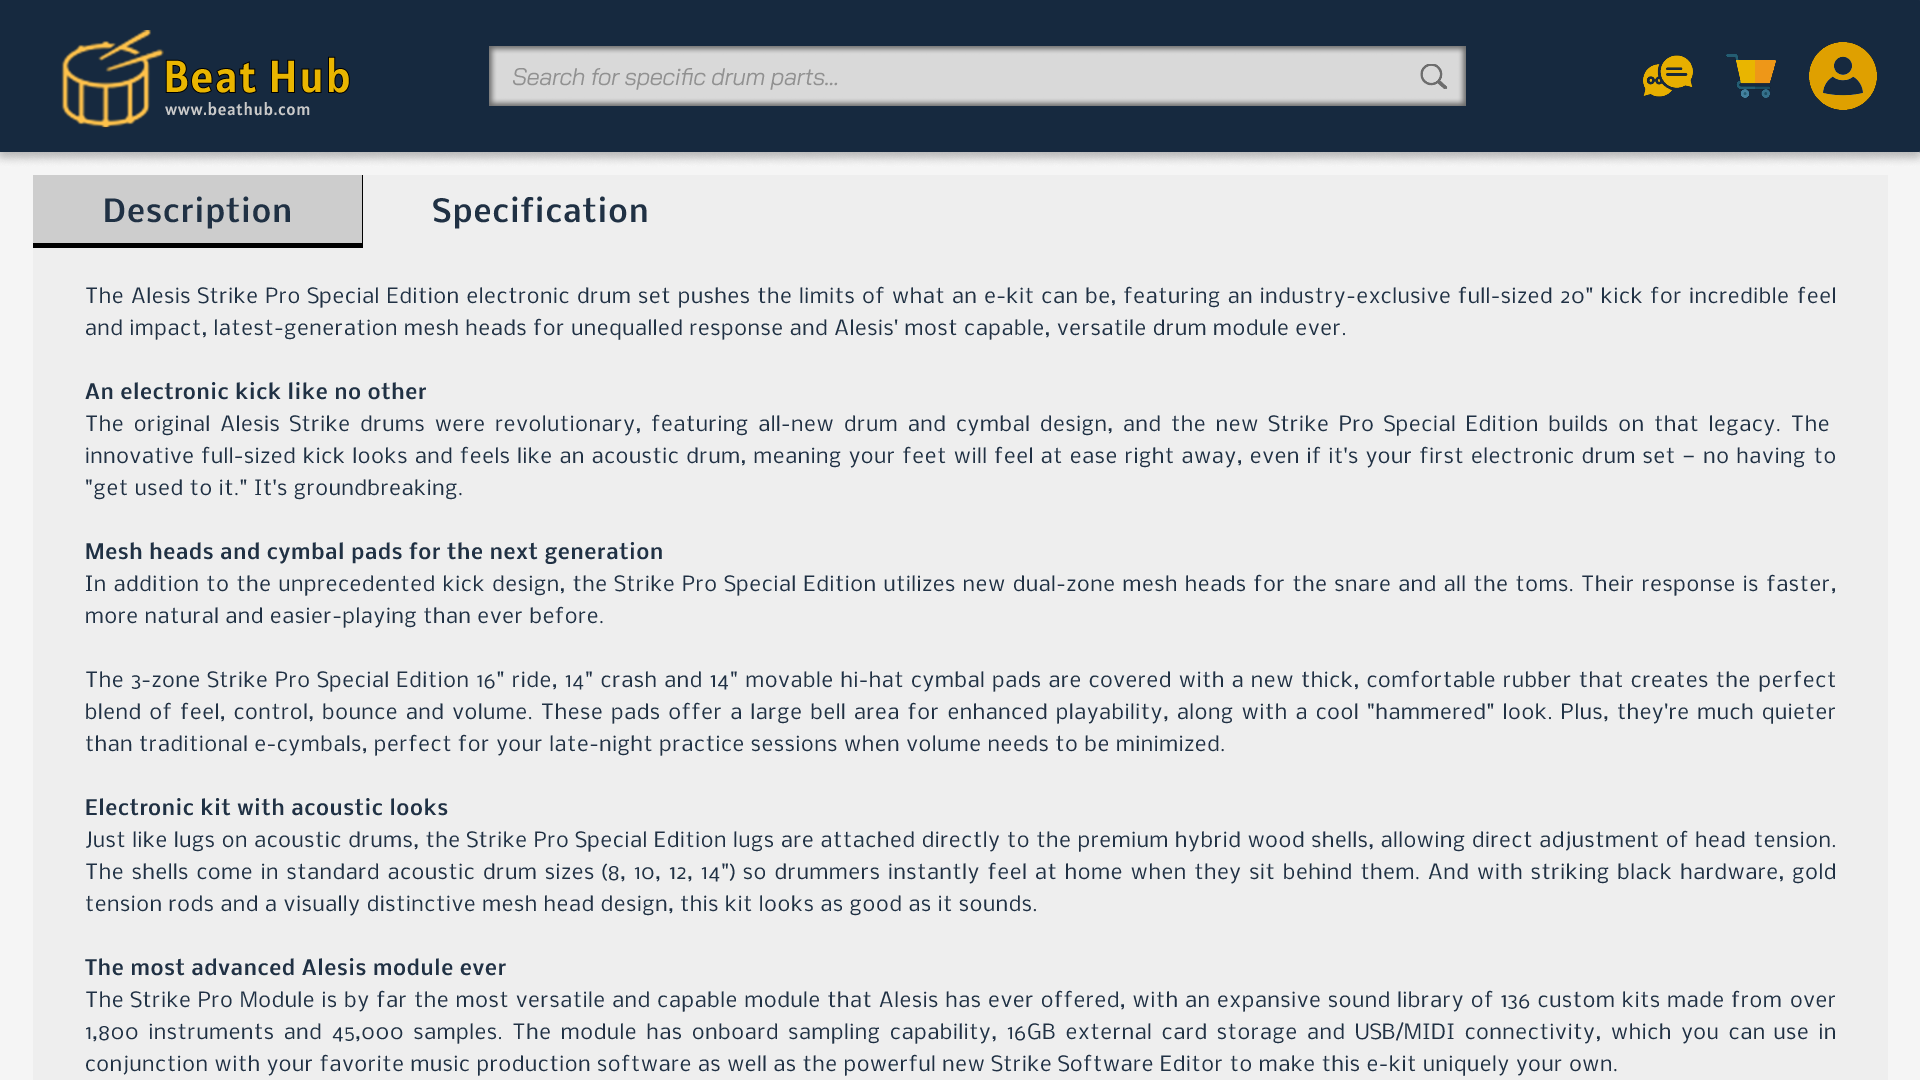 Beat Hub
www.beathub.com
Search for specific drum parts...
Description
Specification
The Alesis Strike Pro Special Edition electronic drum set pushes the limits of what an e-kit can be, featuring an industry-exclusive full-sized 20" kick for incredible feel
and impact, latest-generation mesh heads for unequalled response and Alesis' most capable, versatile drum module ever.
An electronic kick like no other
The original Alesis Strike drums were revolutionary, featuring all-new drum and cymbal design, and the new Strike Pro Special Edition builds on that legacy. The
innovative full-sized kick looks and feels like an acoustic drum, meaning your feet will feel at ease right away, even if it's your first electronic drum set – no having to
"get used to it." It's groundbreaking.
Mesh heads and cymbal pads for the next generation
In addition to the unprecedented kick design, the Strike Pro Special Edition utilizes new dual-zone mesh heads for the snare and all the toms. Their response is faster,
more natural and easier-playing than ever before.
The 3-zone Strike Pro Special Edition 16" ride, 14" crash and 14" movable hi-hat cymbal pads are covered with a new thick, comfortable rubber that creates the perfect
blend of feel, control, bounce and volume. These pads offer a large bell area for enhanced playability, along with a cool "hammered" look. Plus, they're much quieter
than traditional e-cymbals, perfect for your late-night practice sessions when volume needs to be minimized.
Electronic kit with acoustic looks
Just like lugs on acoustic drums, the Strike Pro Special Edition lugs are attached directly to the premium hybrid wood shells, allowing direct adjustment of head tension.
The shells come in standard acoustic drum sizes (8, 10, 12, 14") so drummers instantly feel at home when they sit behind them. And with striking black hardware, gold
tension rods and a visually distinctive mesh head design, this kit looks as good as it sounds.
The most advanced Alesis module ever
The Strike Pro Module is by far the most versatile and capable module that Alesis has ever offered, with an expansive sound library of 136 custom kits made from over
1,800 instruments and 45,000 samples. The module has onboard sampling capability, 16GB external card storage and USB/MIDI connectivity, which you can use in
conjunction with your favorite music production software as well as the powerful new Strike Software Editor to make this e-kit uniquely your own.